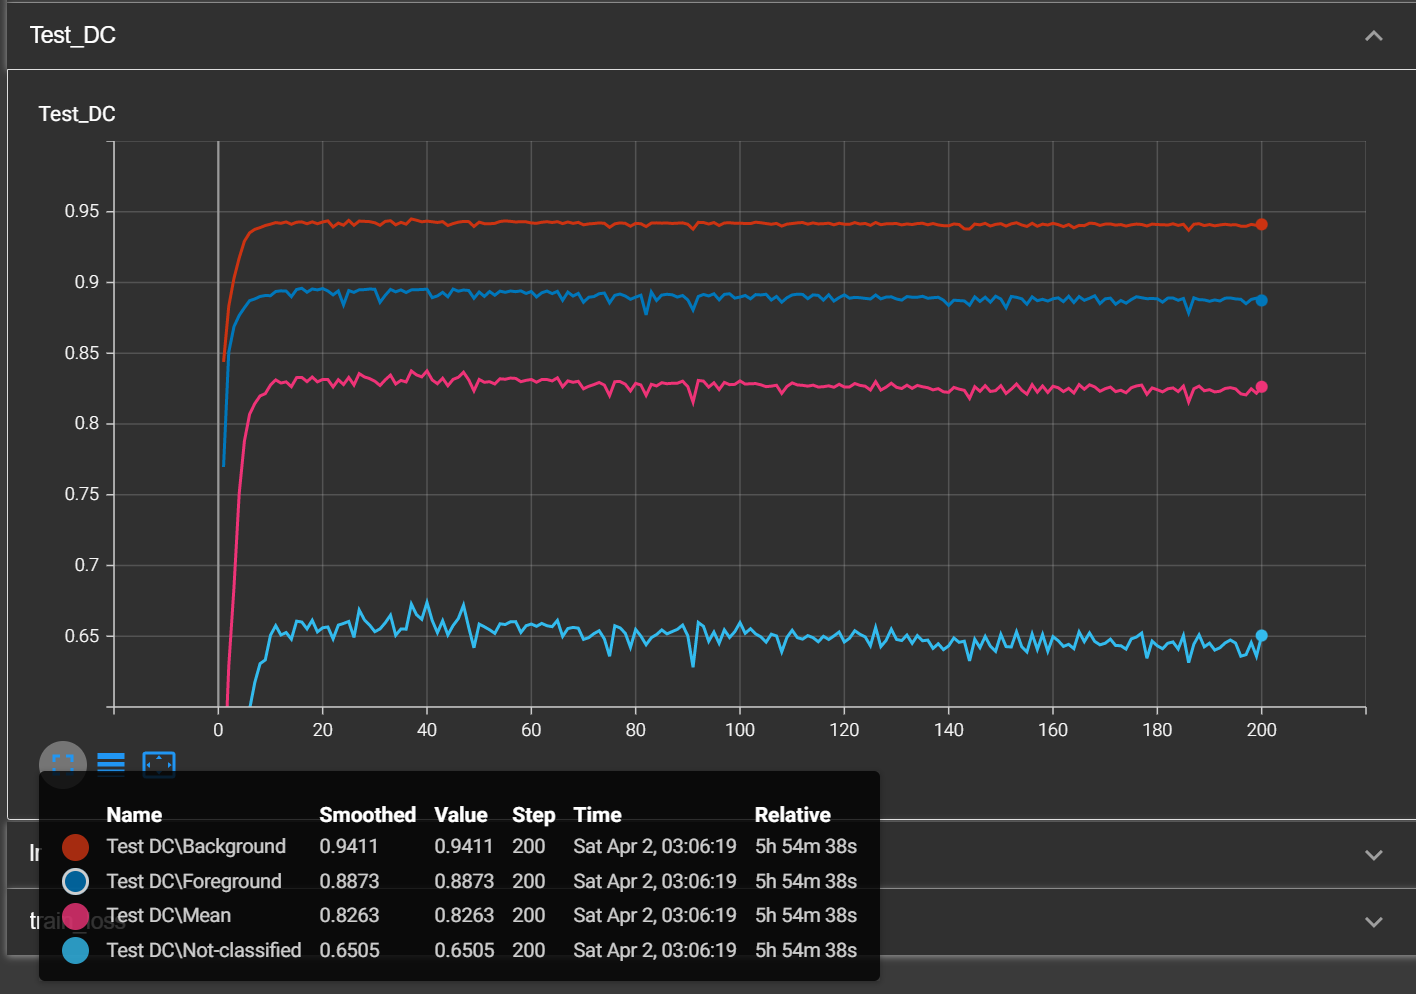 Test_DC
Test_DC
0.95
0.9
0.85
0.8
0.75
0.7
0.65
0 20 40 60 80 100 120 140 160 180 200
Name Smoothed Value Step Time Relative
Test DC\Background 0.9411 0.9411 200 Sat Apr 2, 03:06:19 5h 54m 38s
Test DC\Foreground 0.8873 0.8873 200 Sat Apr 2, 03:06:19 5h 54m 38s
Test DC\Mean 0.8263 0.8263 200 Sat Apr 2, 03:06:19 5h 54m 38s
train_loss
Test DC\Not-classified 0.6505 0.6505 200 Sat Apr 2, 03:06:19 5h 54m 38s